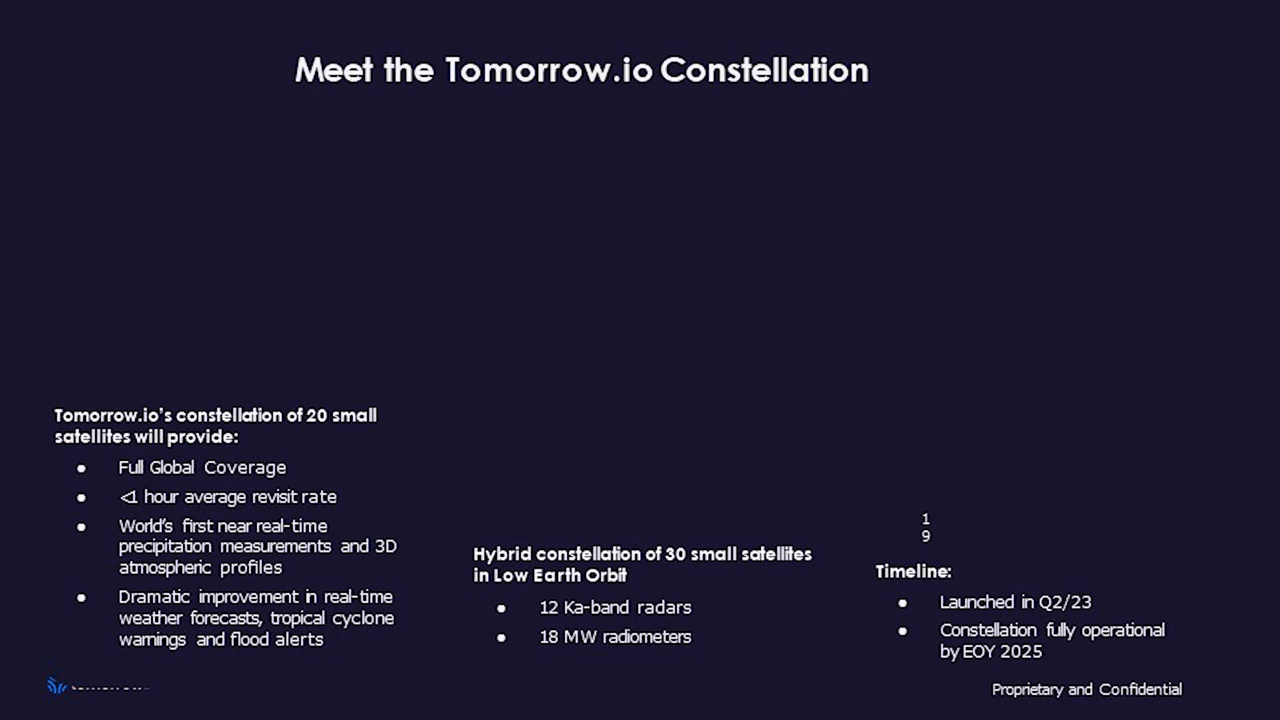 Meet the Tomorrow.io Constellation
Tomorrow.io's constellation of 20 small
satellites will provide:
● Full Global Coverage
● <1 hour average revisit rate
● World's first near real-time
precipitation measurements and 3D
atmospheric profiles
● Dramatic improvement in real-time
weather forecasts, tropical cyclone
warnings and flood alerts
Hybrid constellation of 30 small satellites
in Low Earth Orbit
● 12 Ka-band radars
● 18 MW radiometers
1
9
Timeline:
● Launched in Q2/23
● Constellation fully operational
by EOY 2025
Proprietary and Confidential